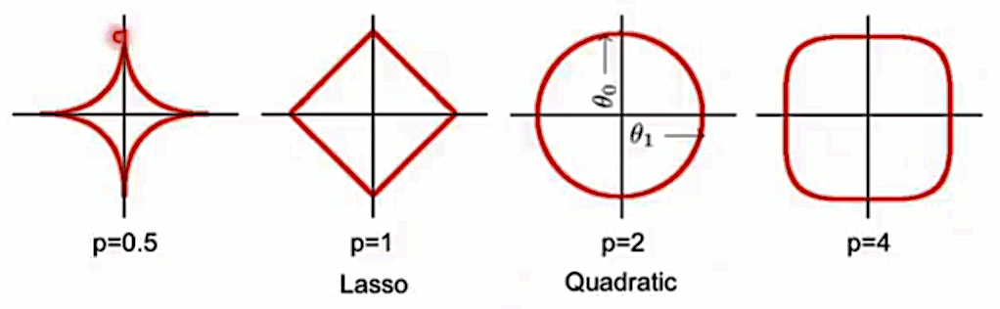 θ0
θ1
p=0.5
p=1
p=2
p=4
Lasso
Quadratic